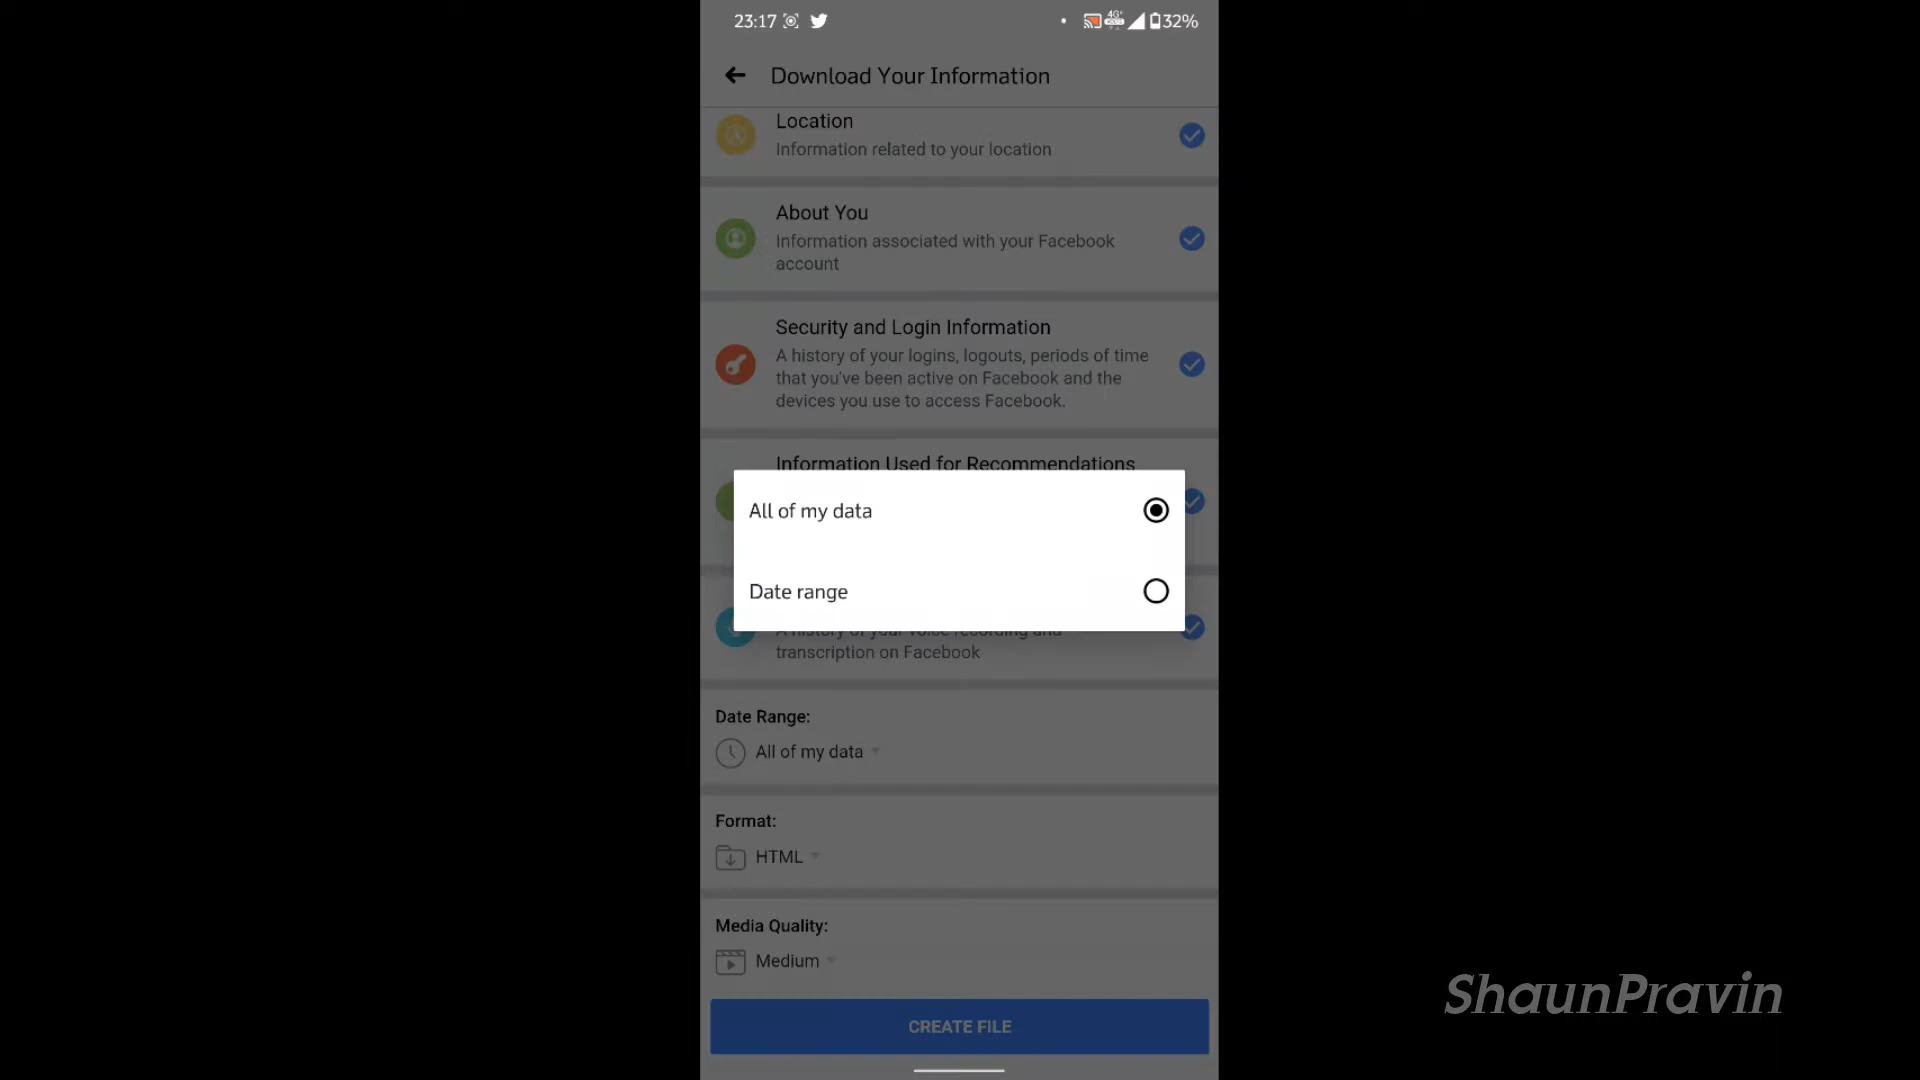 23:17
4G+
32%
Download Your Information
Location
Information related to your location
About You
Information associated with your Facebook
account
Security and Login Information
A history of your logins, logouts, periods of time
that you've been active on Facebook and the
devices you use to access Facebook.
Information Used for Recommendations
All of my data
Date range
A history of your voice recording and
transcription on Facebook
Date Range:
All of my data
Format:
HTML
Media Quality:
Medium
CREATE FILE
ShaunPravin